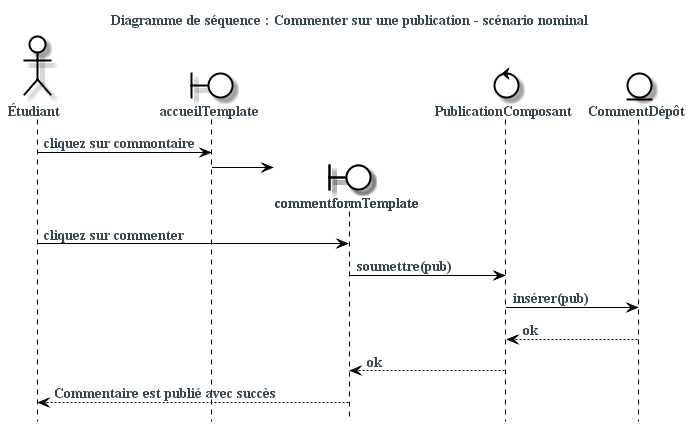 Diagramme de séquence : Commenter sur une publication - scénario nominal
Étudiant
accueilTemplate
PublicationComposant
CommentDépôt
cliquez sur commontaire
commentformTemplate
cliquez sur commenter
soumettre(pub)
insérer(pub)
ok
ok
Commentaire est publié avec succès